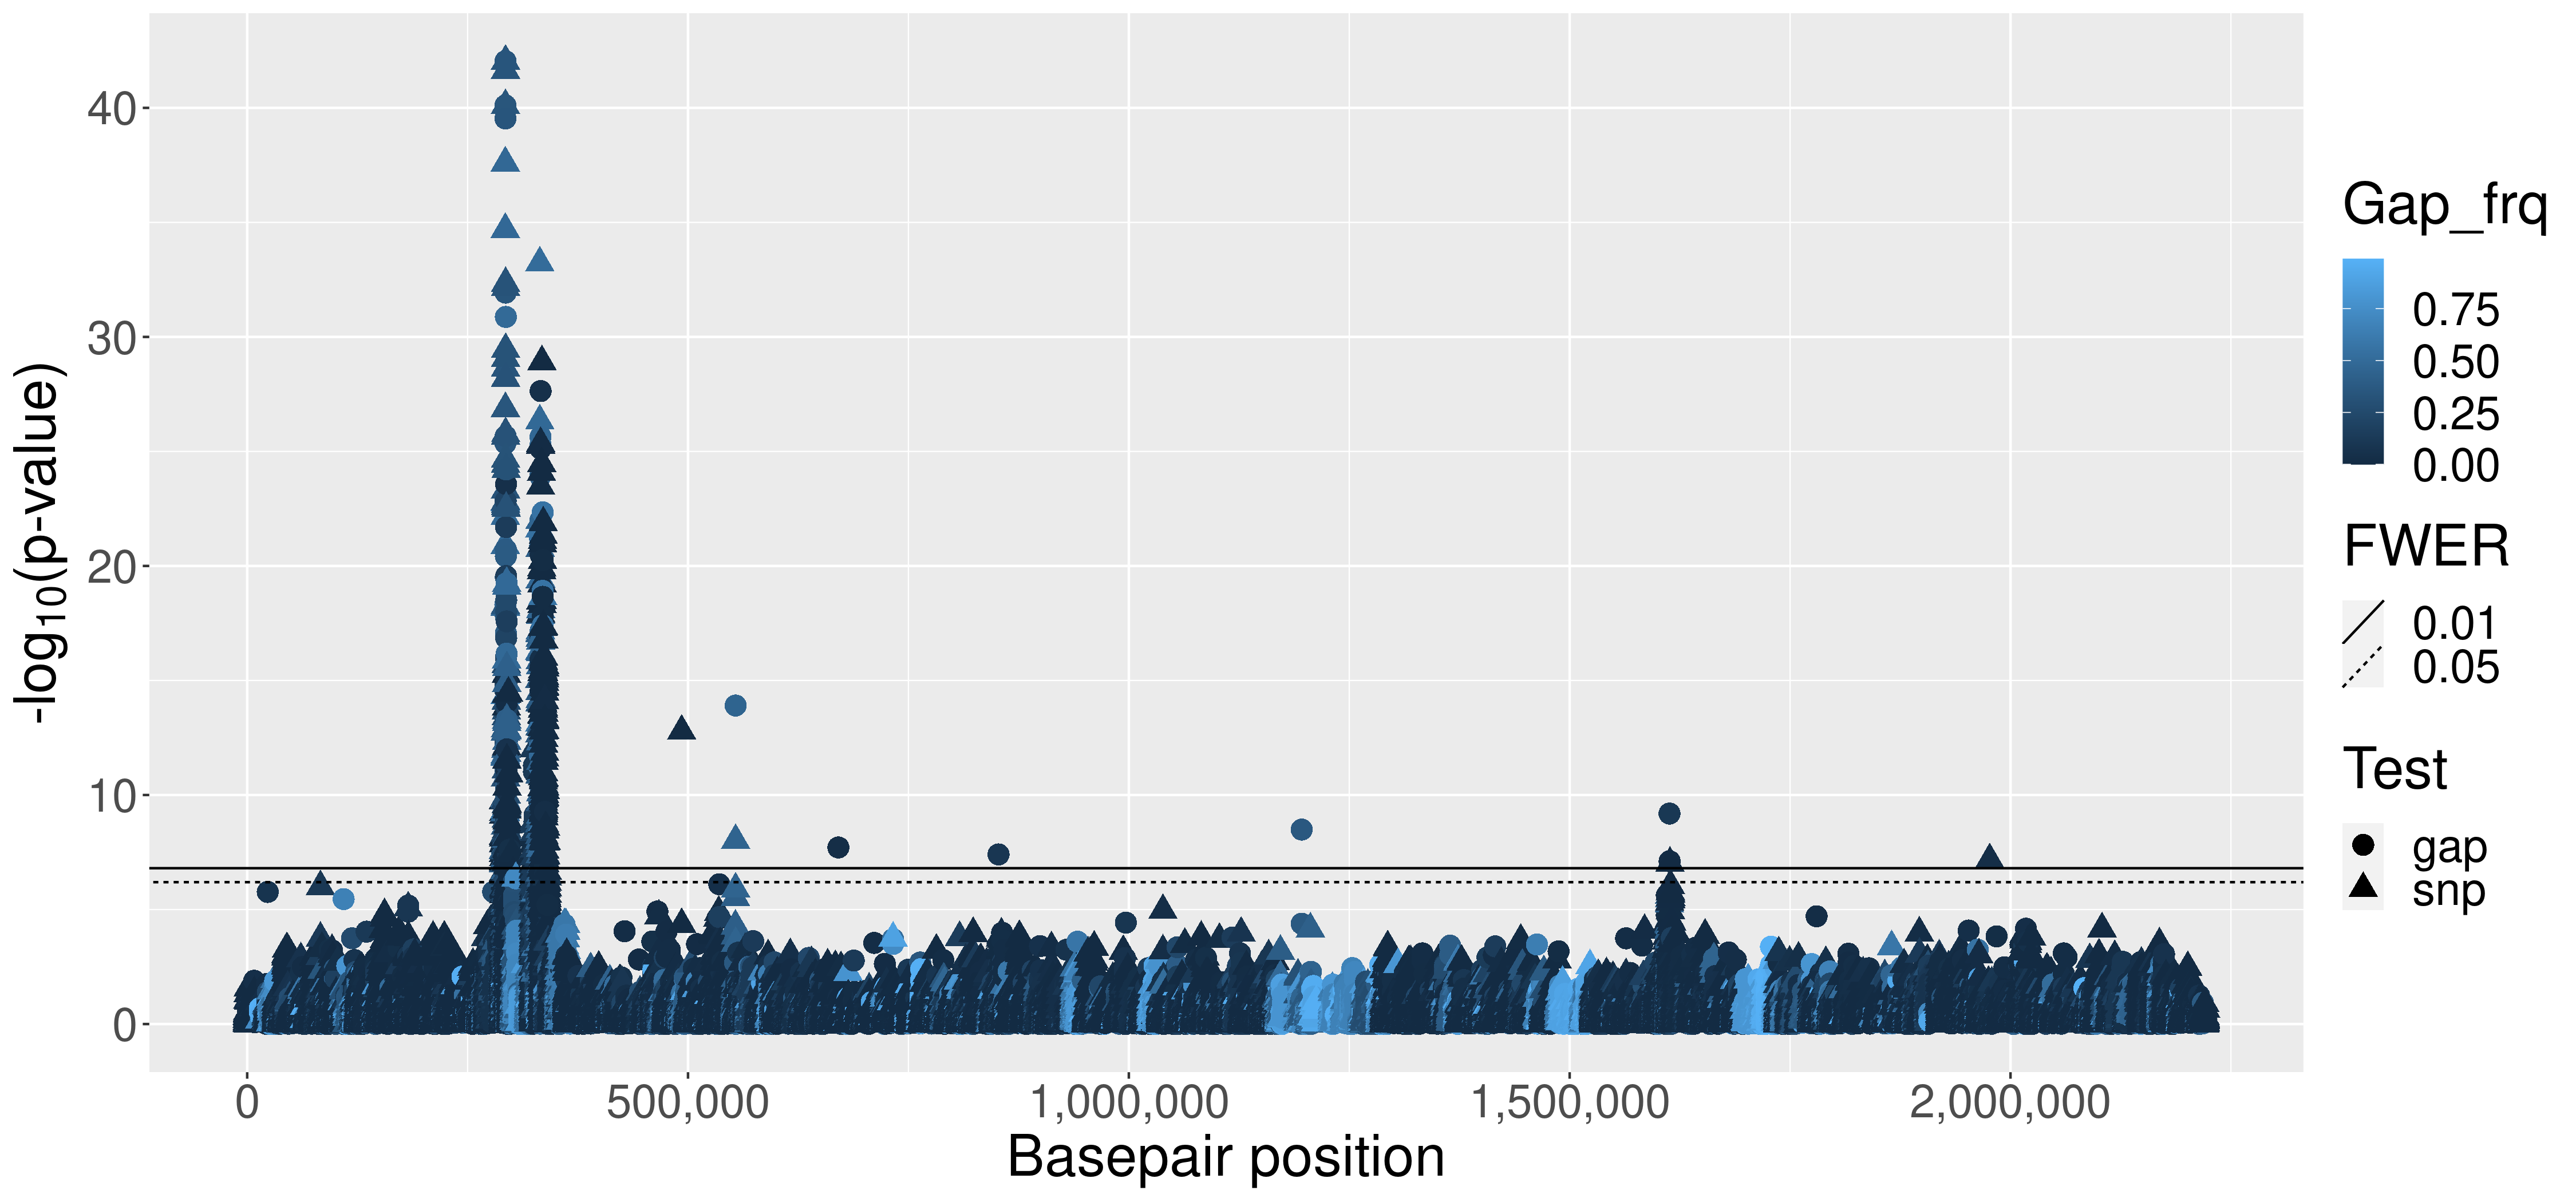 40
30
20
10
0
-log10(p-value)
0
500,000
1,000,000
1,500,000
2,000,000
Basepair position
Gap_frq
0.75
0.50
0.25
0.00
FWER
0.01
0.05
Test
gap
snp